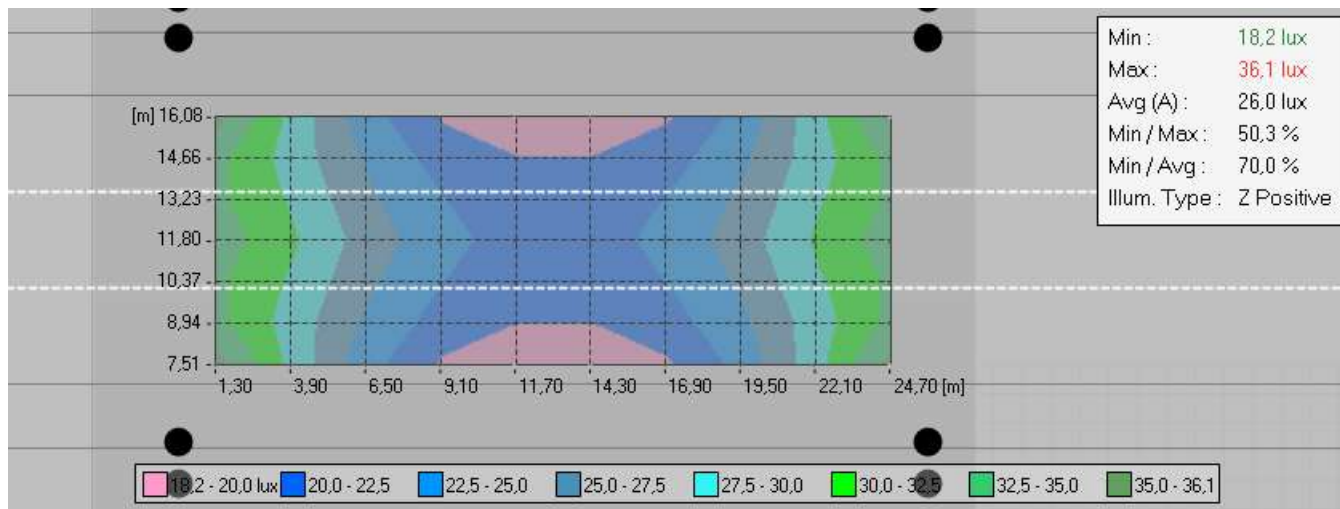 Min : 18,2 lux
Max : 36,1 lux
Avg (A) : 26,0 lux
Min / Max : 50,3 %
Min / Avg : 70,0 %
Illum. Type : Z Positive
[m] 16,08
14,66
13,23
11,80
10,37
8,94
7,51
1,30 3,90 6,50 9,10 11,70 14,30 16,90 19,50 22,10 24,70 [m]
18,2 - 20,0 lux 20,0 - 22,5 22,5 - 25,0 25,0 - 27,5 27,5 - 30,0 30,0 - 32,5 32,5 - 35,0 35,0 - 36,1